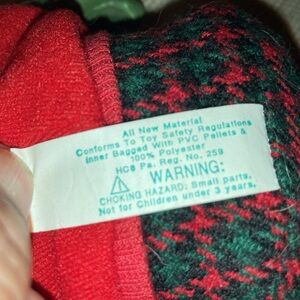 All New Material
Conforms To Toy Safety Regulations
Inner Bagged With PVC Pellets &
100% Polyester
HCG Pa. Reg. No. 259
WARNING:
CHOKING HAZARD: Small parts.
Not for Children under 3 years.